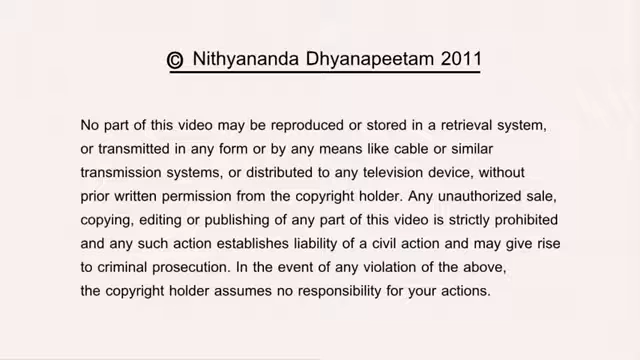 © Nithyananda Dhyanapeetam 2011
No part of this video may be reproduced or stored in a retrieval system,
or transmitted in any form or by any means like cable or similar
transmission systems, or distributed to any television device, without
prior written permission from the copyright holder. Any unauthorized sale,
copying, editing or publishing of any part of this video is strictly prohibited
and any such action establishes liability of a civil action and may give rise
to criminal prosecution. In the event of any violation of the above,
the copyright holder assumes no responsibility for your actions.